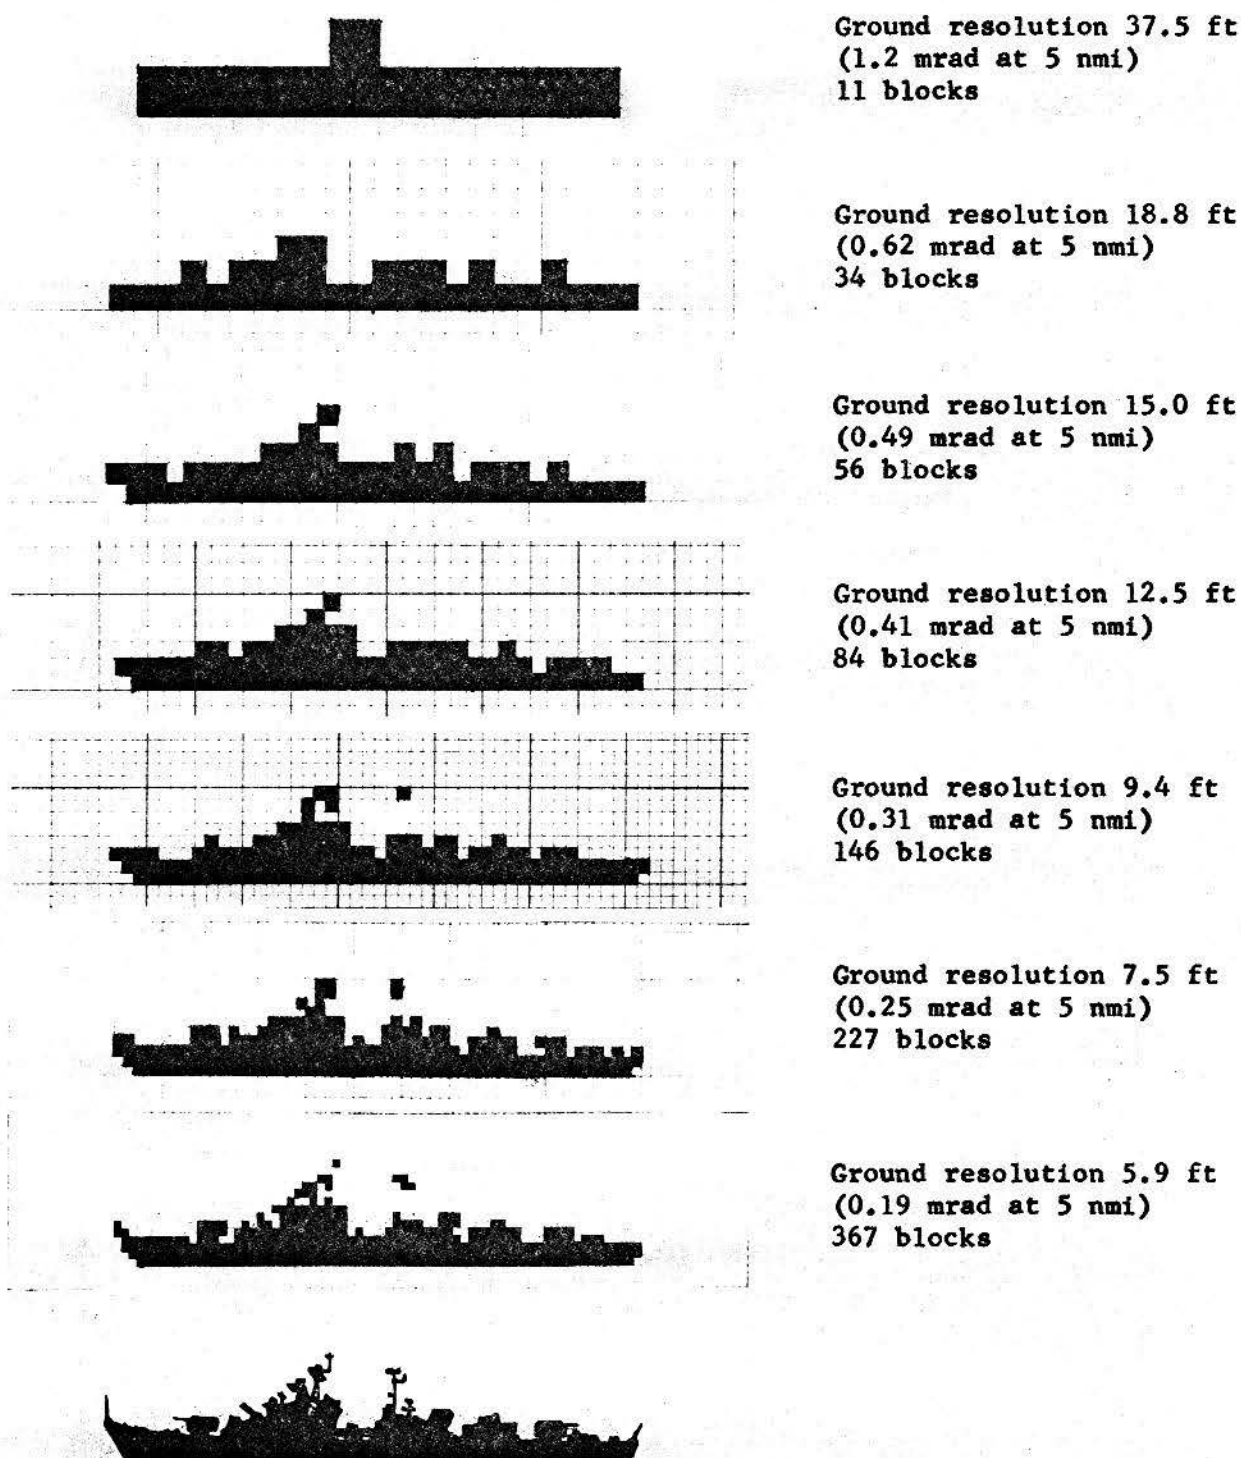 Ground resolution 37.5 ft
(1.2 mrad at 5 nmi)
11 blocks
Ground resolution 18.8 ft
(0.62 mrad at 5 nmi)
34 blocks
Ground resolution 15.0 ft
(0.49 mrad at 5 nmi)
56 blocks
Ground resolution 12.5 ft
(0.41 mrad at 5 nmi)
84 blocks
Ground resolution 9.4 ft
(0.31 mrad at 5 nmi)
146 blocks
Ground resolution 7.5 ft
(0.25 mrad at 5 nmi)
227 blocks
Ground resolution 5.9 ft
(0.19 mrad at 5 nmi)
367 blocks